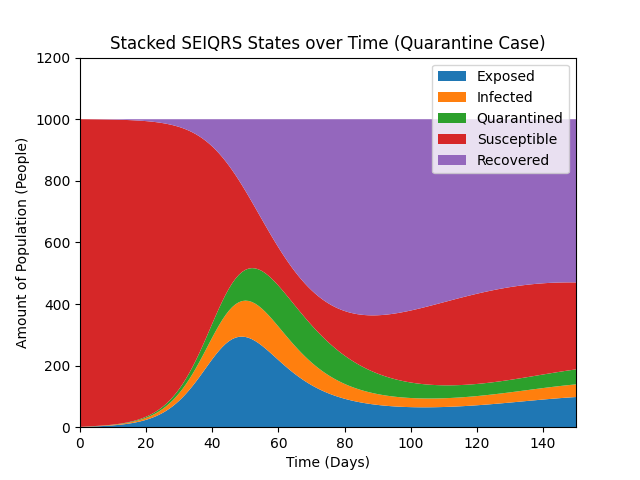 Stacked SEIQRS States over Time (Quarantine Case)
Exposed
Infected
Quarantined
Susceptible
Recovered
Amount of Population (People)
1200
1000
800
600
400
200
0
0 20 40 60 80 100 120 140
Time (Days)